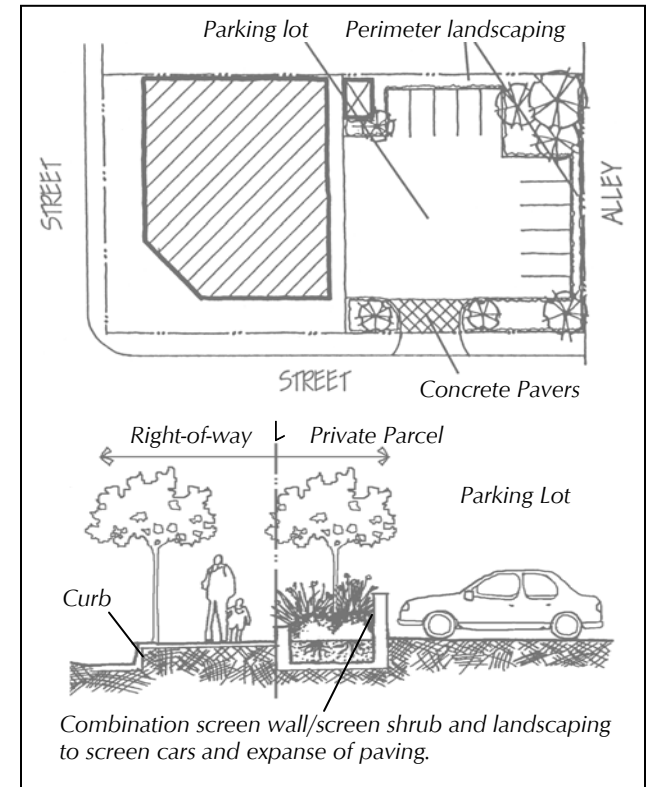 Parking lot
Perimeter landscaping
STREET
ALLEY
STREET
Concrete Pavers
Right-of-way
Private Parcel
Parking Lot
Curb
Combination screen wall/screen shrub and landscaping
to screen cars and expanse of paving.